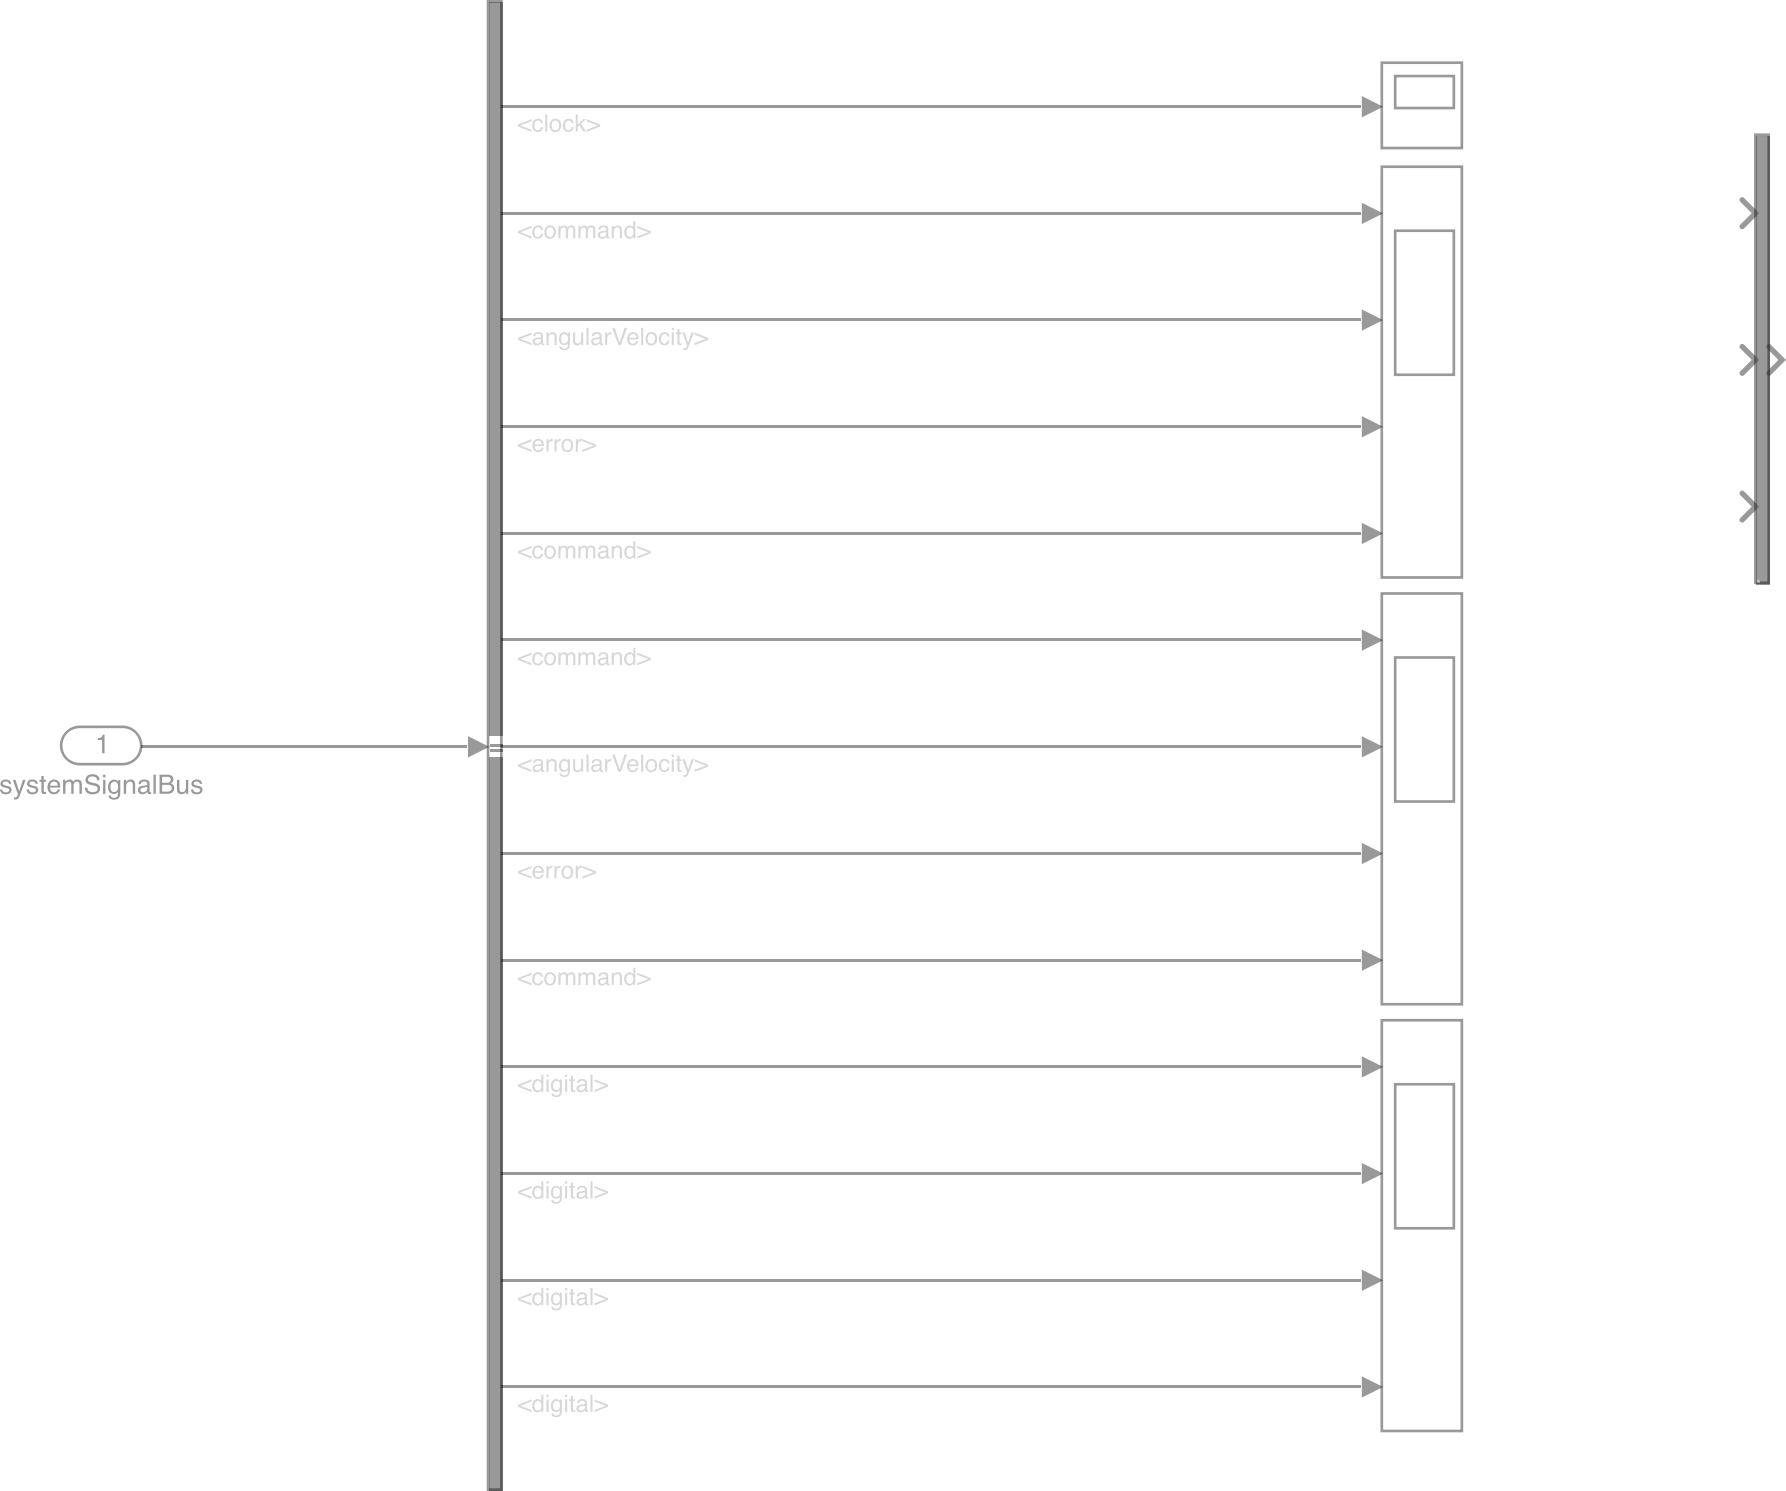 <clock>
<command>
<angularVelocity>
<error>
<command>
<command>
1
systemSignalBus
<angularVelocity>
<error>
<command>
<digital>
<digital>
<digital>
<digital>